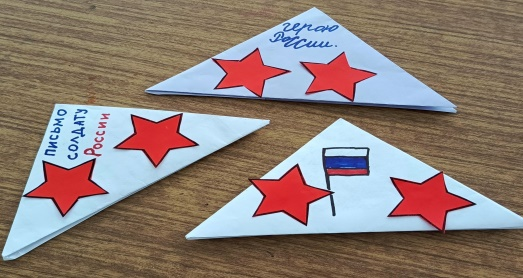 герою
России.
письмо
солдату
России